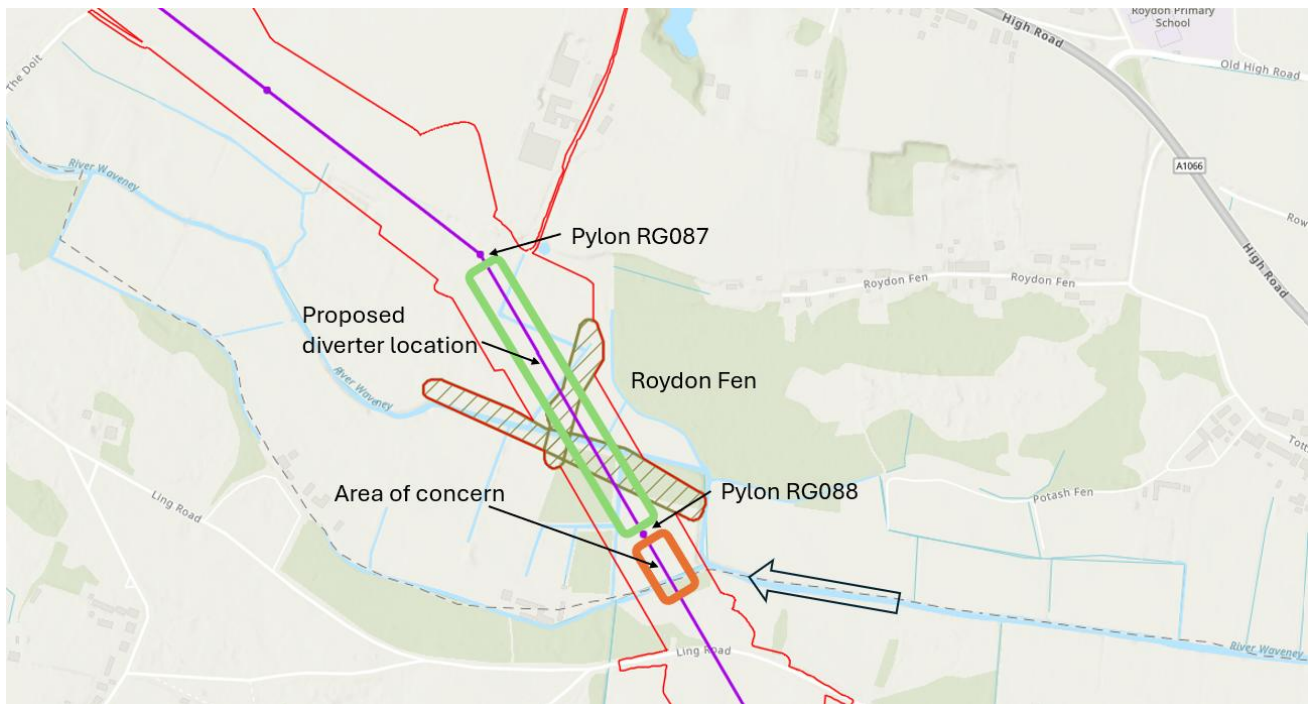 Roydon Primary
School
High Road
Old High Road
The Doit
River Waveney
A1066
Row
Pylon RG087
High Road
Roydon Fen
Roydon Fen
Proposed
diverter location
River Waveney
Roydon Fen
Totts
Area of concern
Pylon RG088
Potash Fen
Ling Road
Ling Road
River Waveney